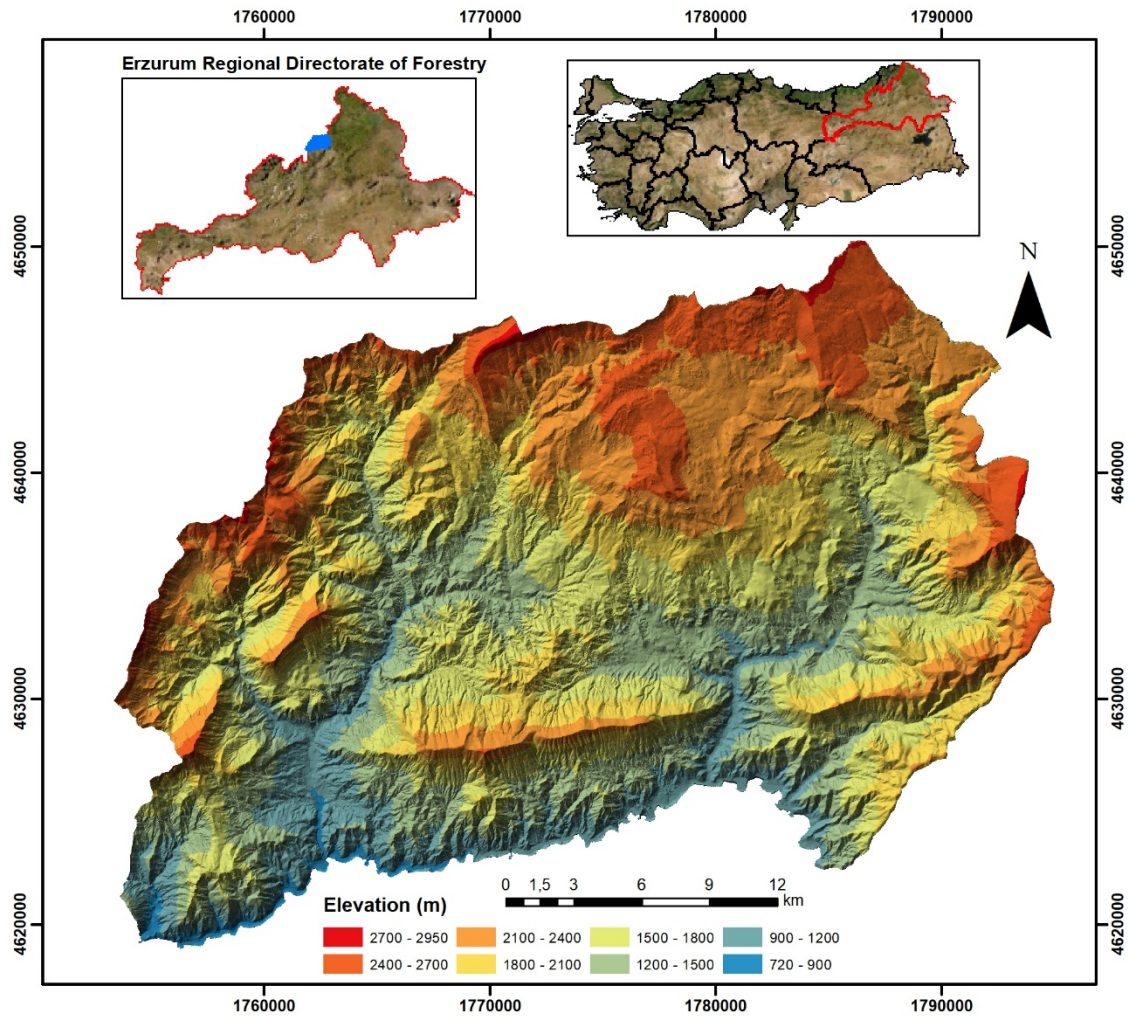 1760000 1770000 1780000 1790000
Erzurum Regional Directorate of Forestry
4650000 4650000
N
4640000 4640000
4630000 4630000
0 1,5 3 6 9 12
km
Elevation (m)
2700 - 2950 2100 - 2400 1500 - 1800 900 - 1200
2400 - 2700 1800 - 2100 1200 - 1500 720 - 900
4620000 4620000
1760000 1770000 1780000 1790000